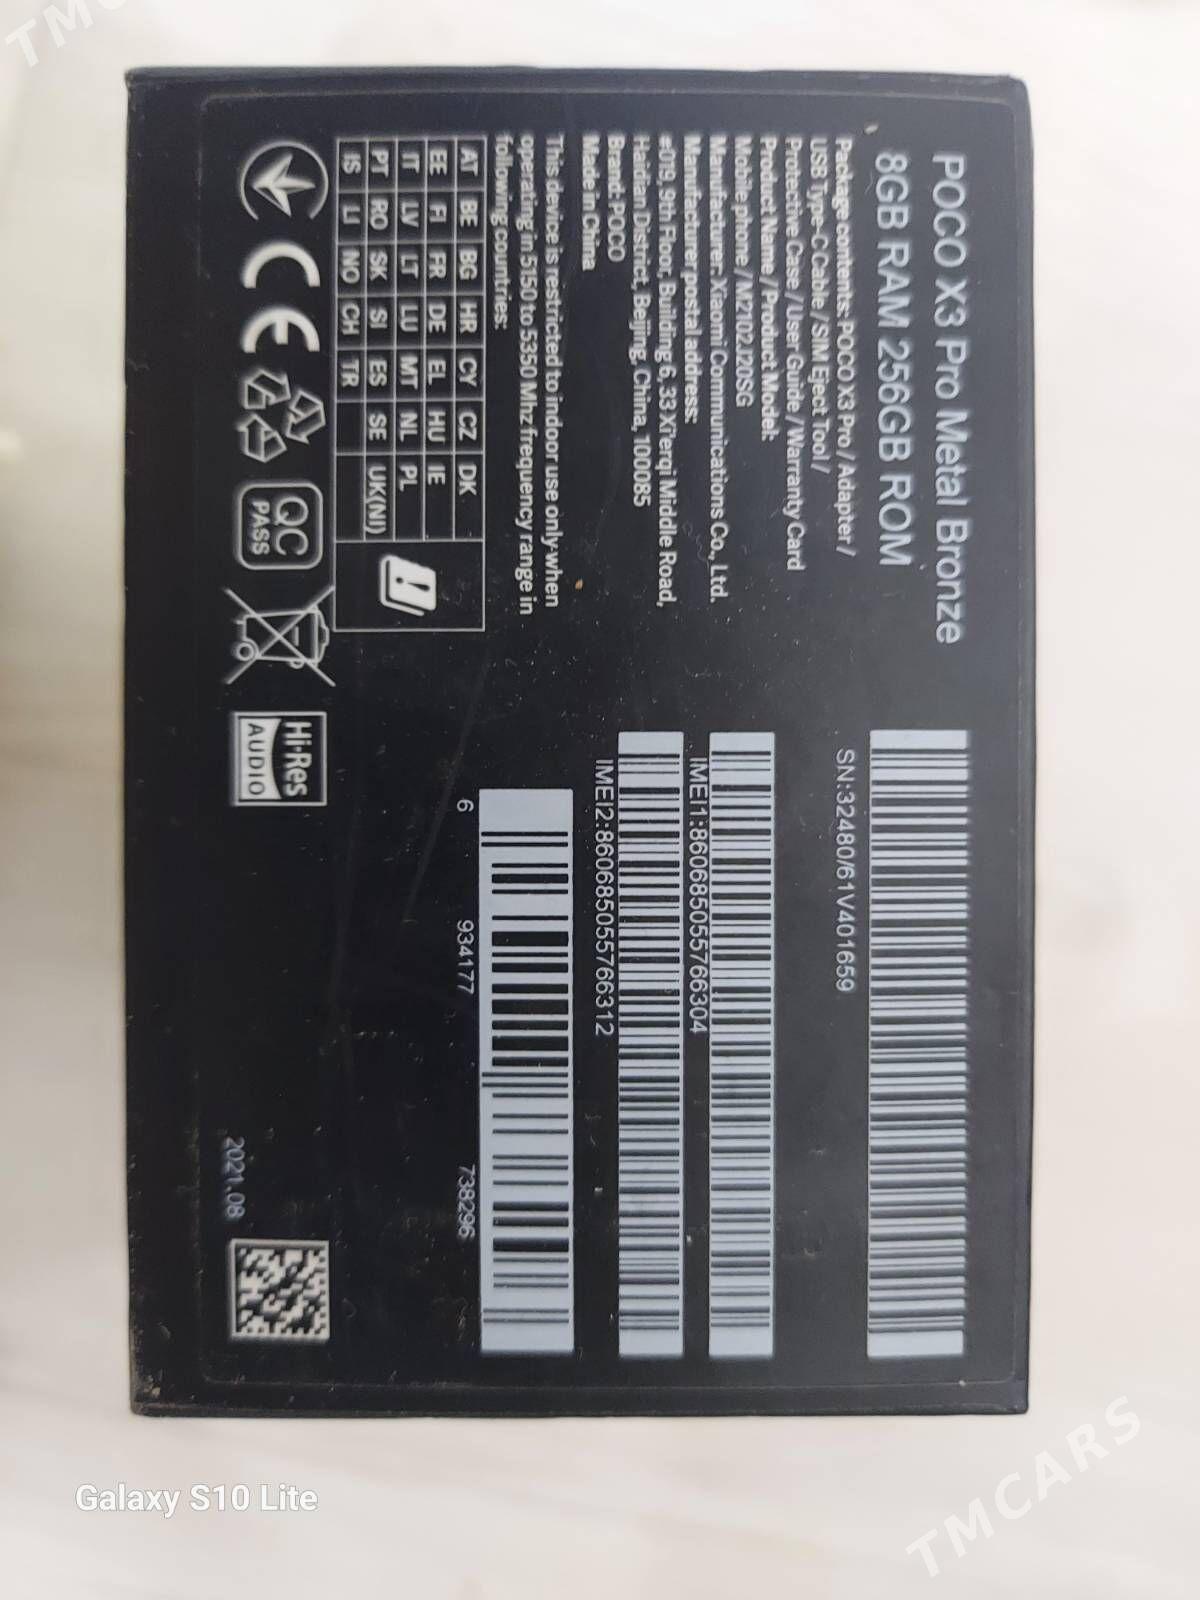 POCO X3 Pro Metal Bronze
8GB RAM 256GB ROM
Package contents: POCO X3 Pro / Adapter /
USB Type-C Cable / SIM Eject Tool /
Protective Case / User Guide / Warranty Card
Product Name / Product Model:
Mobile phone / M2102J20SG
Manufacturer: Xiaomi Communications Co., Ltd.
Manufacturer postal address:
#019, 9th Floor, Building 6, 33 Xi'erqi Middle Road,
Haidian District, Beijing, China, 100085
Brand: POCO
Made in China
This device is restricted to indoor use only when
operating in 5150 to 5350 Mhz frequency range in
following countries:
AT BE BG HR CY CZ DK
EE FI FR DE EL HU IE
IT LV LT LU MT NL PL
PT RO SK SI ES SE UK(NI)
IS LI NO CH TR
CE
QC
PASS
Hi-Res
AUDIO
SN:32480/61V401659
IMEI1:860685055766304
IMEI2:860685055766312
6 934177 738296
2021.08
Galaxy S10 Lite
TMCARS
TMC